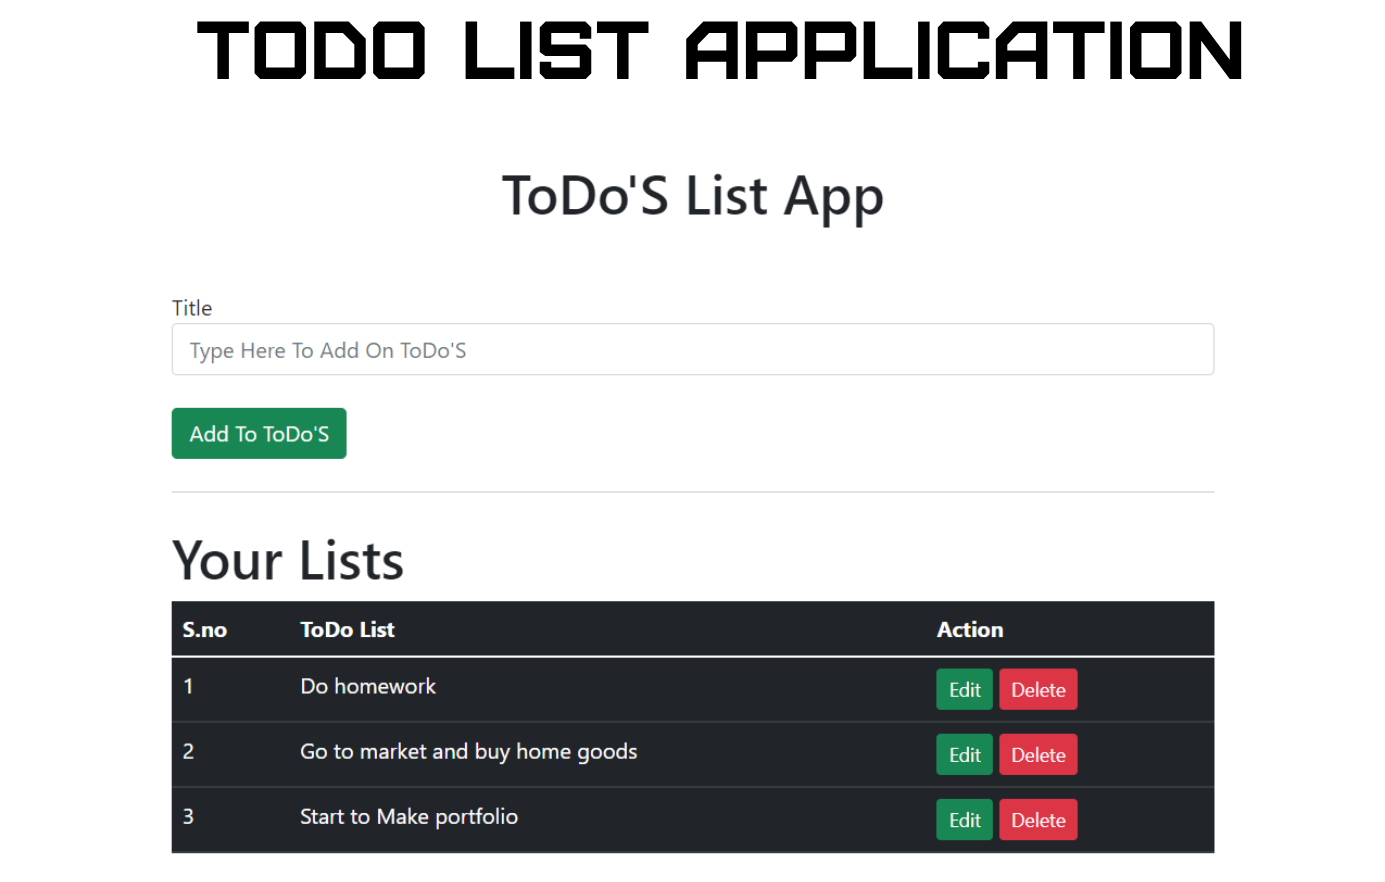 TODO LIST APPLICATION
ToDo'S List App
Title
Type Here To Add On ToDo'S
Add To ToDo'S
Your Lists
S.no ToDo List Action
1 Do homework Edit Delete
2 Go to market and buy home goods Edit Delete
3 Start to Make portfolio Edit Delete